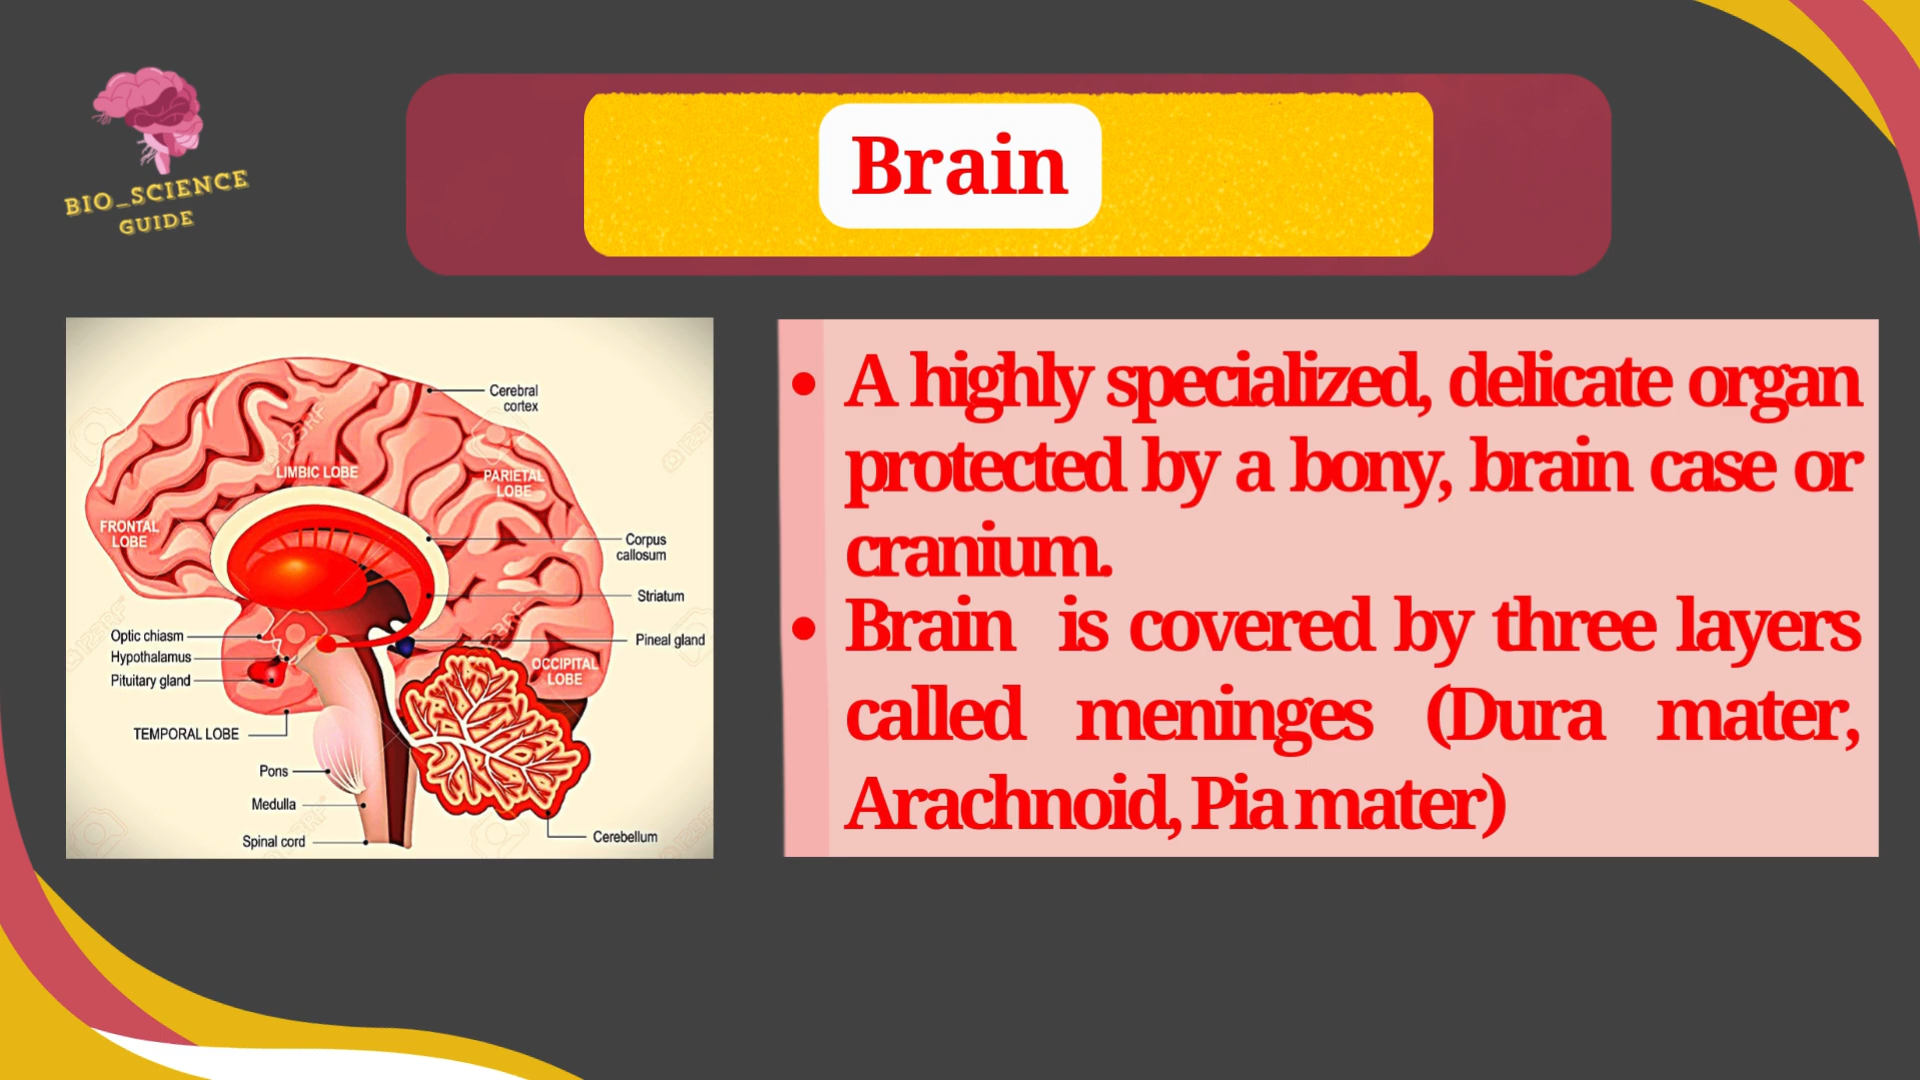 BIO_SCIENCE
GUIDE
Brain
Cerebral
cortex
LIMBIC LOBE
PARIETAL
LOBE
FRONTAL
LOBE
Corpus
callosum
Striatum
Optic chiasm
Pineal gland
Hypothalamus
OCCIPITAL
LOBE
Pituitary gland
TEMPORAL LOBE
Pons
Medulla
Cerebellum
Spinal cord
• A highly specialized, delicate organ
protected by a bony, brain case or
cranium.
• Brain is covered by three layers
called meninges (Dura mater,
Arachnoid, Pia mater)